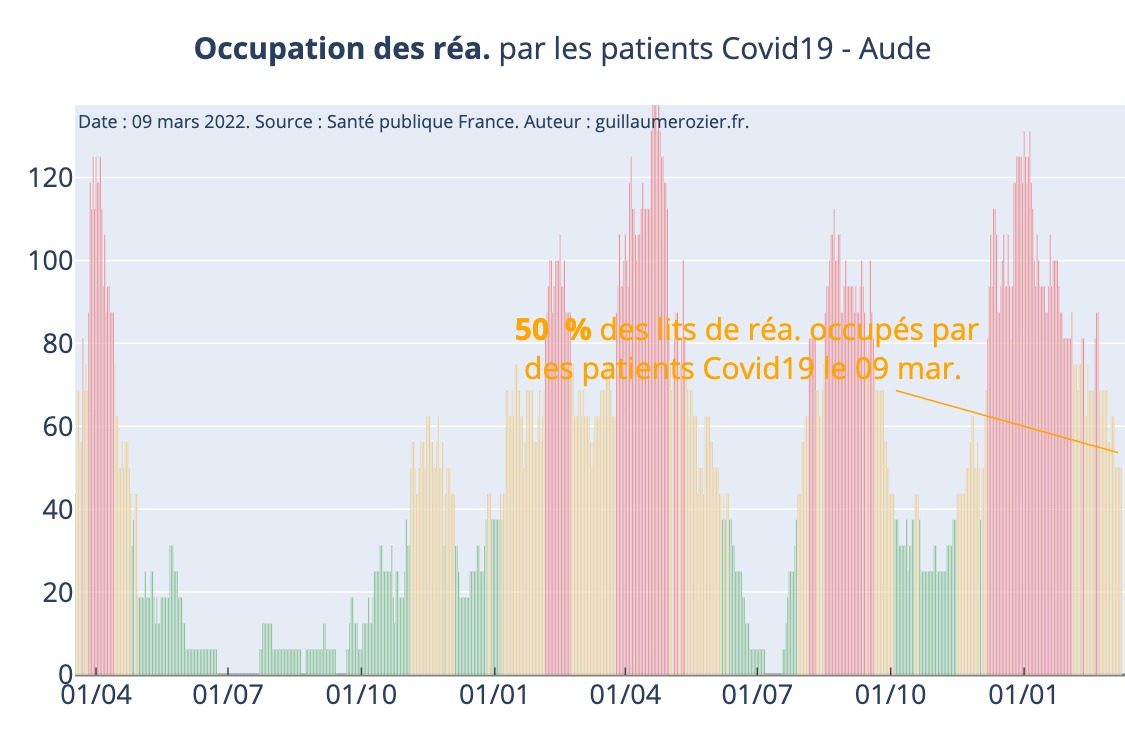 Occupation des réa. par les patients Covid19 - Aude
Date : 09 mars 2022. Source : Santé publique France. Auteur : guillaumerozier.fr.
120
100
80
60
40
20
0
50 % des lits de réa. occupés par
des patients Covid19 le 09 mar.
01/04 01/07 01/10 01/01 01/04 01/07 01/10 01/01